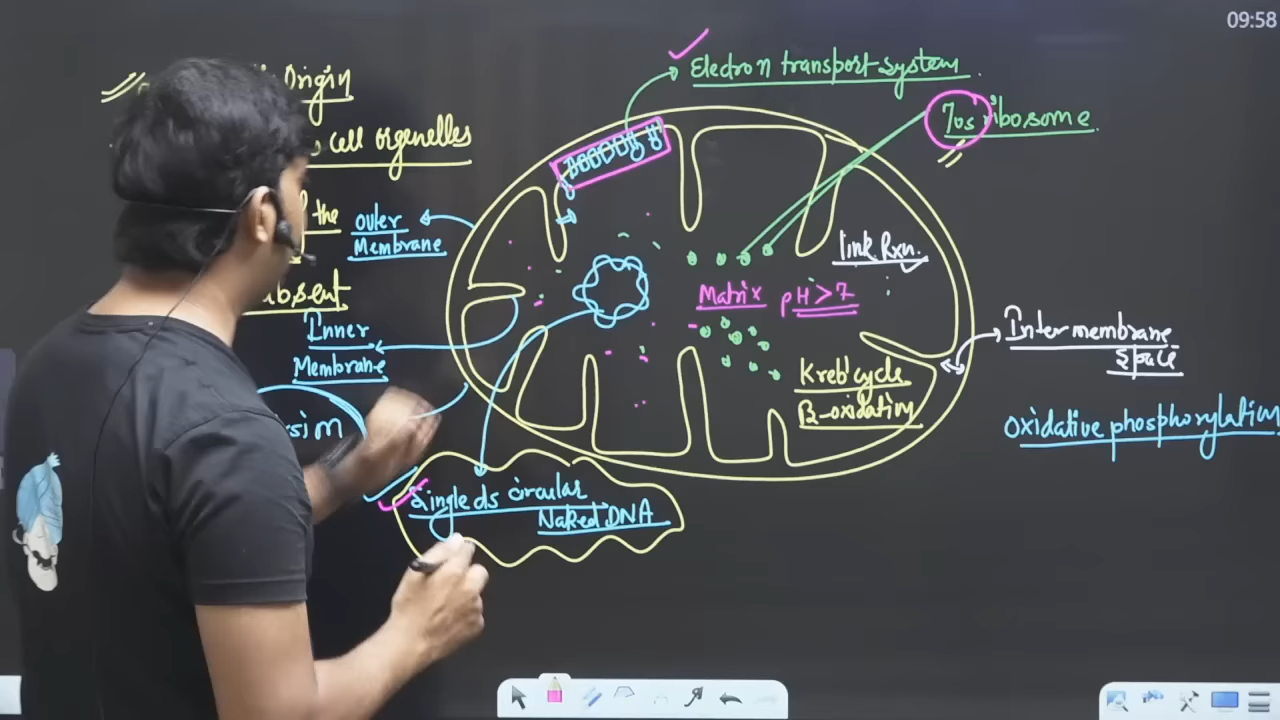 09:58
Electron transport system
Origin
70s ribosome
cell organelles
the
outer
Membrane
link Rxn.
absent
Matrix pH>7
Inner
Membrane
Inter membrane
space
Kreb'cycle
β-oxidation
oxidative phosphorylation
single ds circular
Naked DNA